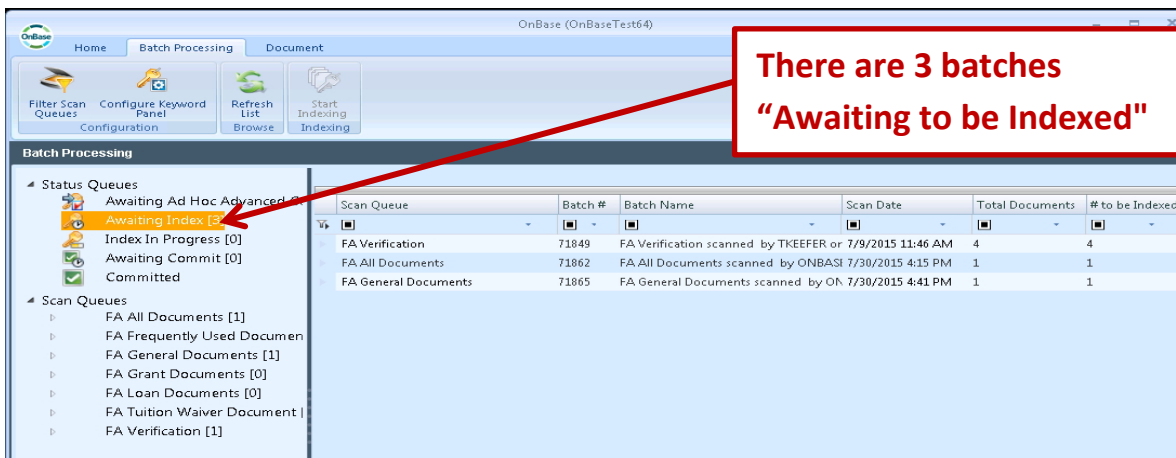 OnBase (OnBaseTest64)
OnBase
Home Batch Processing Document
Filter Scan Queues
Configure Keyword Panel
Refresh List
Start Indexing
Configuration Browse Indexing
There are 3 batches
“Awaiting to be Indexed"
Batch Processing
Status Queues
Awaiting Ad Hoc Advanced
Awaiting Index [3]
Index In Progress [0]
Awaiting Commit [0]
Committed
Scan Queues
FA All Documents [1]
FA Frequently Used Documen
FA General Documents [1]
FA Grant Documents [0]
FA Loan Documents [0]
FA Tuition Waiver Document [
FA Verification [1]
Scan Queue Batch # Batch Name Scan Date Total Documents # to be Indexed
FA Verification 71849 FA Verification scanned by TKEEFER or 7/9/2015 11:46 AM 4 4
FA All Documents 71862 FA All Documents scanned by ONBASE 7/30/2015 4:15 PM 1 1
FA General Documents 71865 FA General Documents scanned by ON 7/30/2015 4:41 PM 1 1